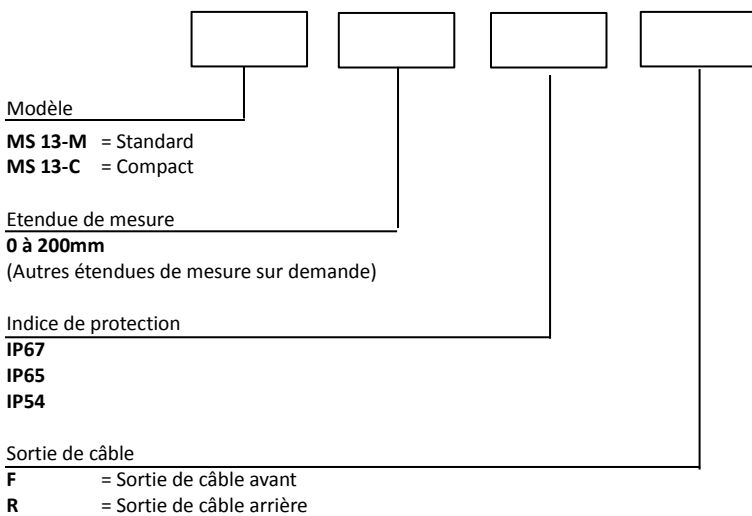 Modèle
MS 13-M = Standard
MS 13-C = Compact
Etendue de mesure
0 à 200mm
(Autres étendues de mesure sur demande)
Indice de protection
IP67
IP65
IP54
Sortie de câble
F = Sortie de câble avant
R = Sortie de câble arrière